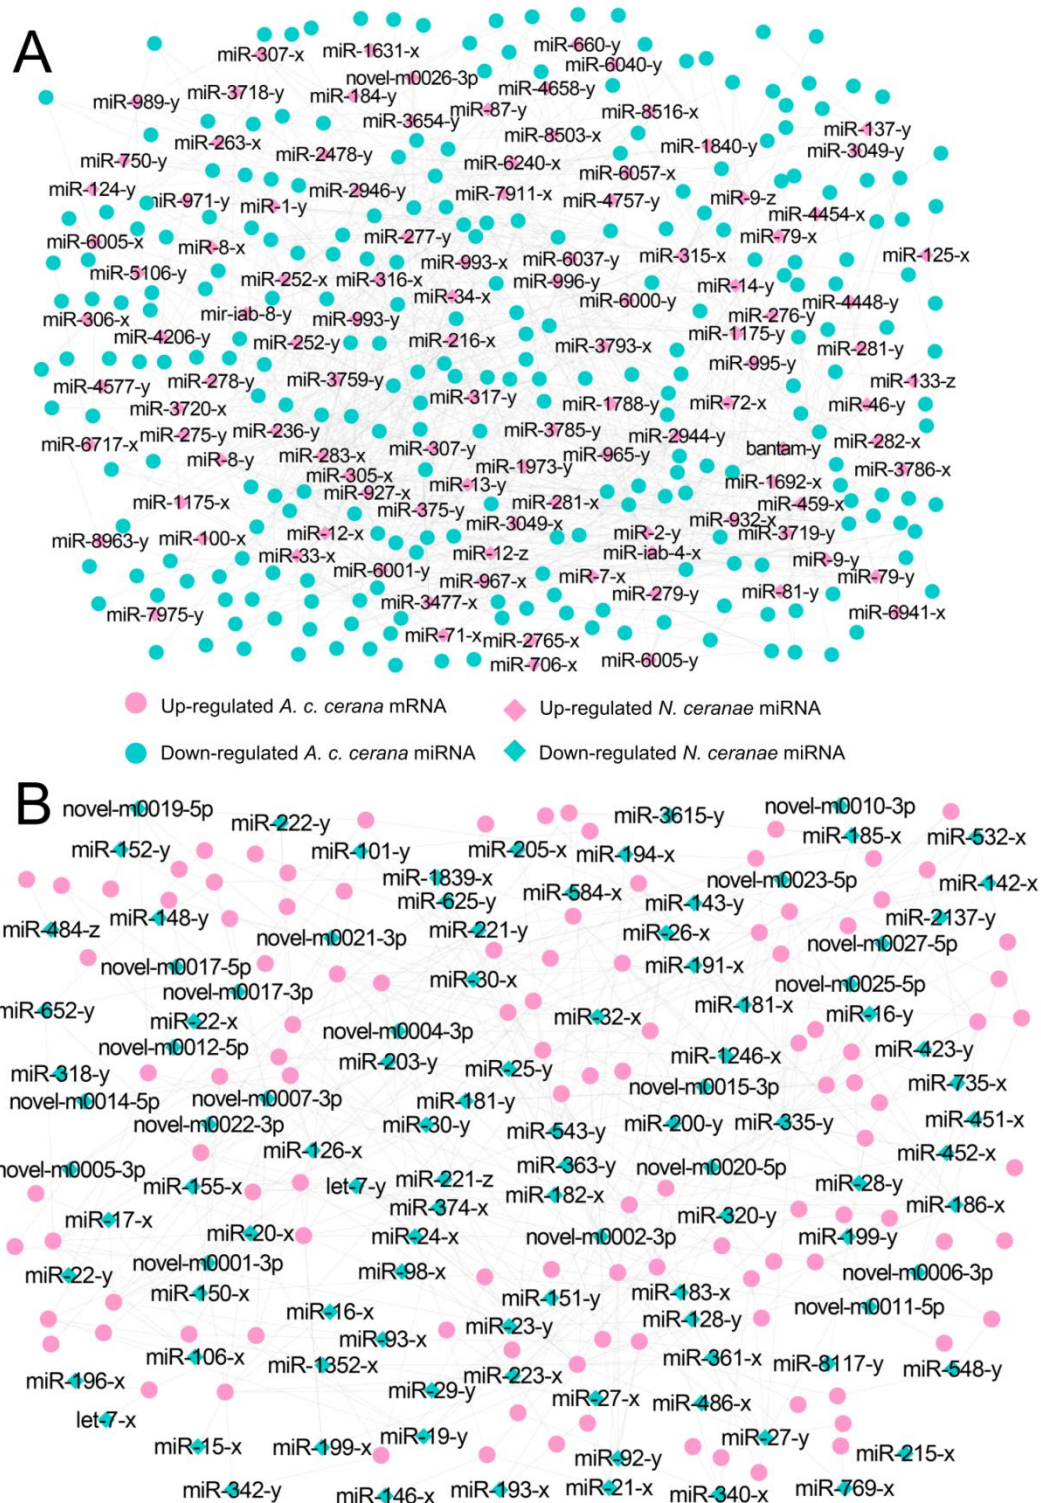 A
miR-307-x miR-1631-x miR-660-y
miR-6040-y
novel-m0026-3p
miR-989-y miR-3718-y miR-184-y miR-4658-y
miR-3654-y miR-87-y miR-8516-x
miR-137-y
miR-263-x miR-8503-x
miR-750-y miR-2478-y miR-6240-x miR-1840-y miR-3049-y
miR-6057-x
miR-124-y miR-971-y miR-1-y miR-2946-y miR-7911-x miR-4757-y miR-9-z
miR-4454-x
miR-6005-x miR-8-x miR-277-y miR-79-x
miR-993-x miR-6037-y miR-315-x miR-125-x
miR-5106-y miR-252-x miR-316-x miR-996-y miR-14-y
miR-34-x miR-6000-y miR-4448-y
miR-306-x mir-iab-8-y miR-993-y miR-276-y
miR-4206-y miR-252-y miR-216-x miR-3793-x miR-1175-y
miR-281-y
miR-995-y
miR-4577-y miR-278-y miR-3759-y miR-133-z
miR-3720-x miR-317-y miR-1788-y miR-72-x miR-46-y
miR-6717-x miR-275-y miR-236-y miR-3785-y miR-2944-y
miR-307-y bantam-y miR-282-x
miR-8-y miR-283-x miR-965-y
miR-305-x miR-1973-y miR-3786-x
miR-927-x miR-13-y miR-1692-x
miR-1175-x miR-375-y miR-281-x miR-459-x
miR-3049-x miR-932-x
miR-8963-y miR-100-x miR-12-x miR-2-y miR-3719-y
miR-33-x miR-12-z miR-iab-4-x miR-9-y
miR-6001-y miR-967-x miR-7-x miR-79-y
miR-3477-x miR-279-y miR-81-y
miR-7975-y miR-6941-x
miR-71-x miR-2765-x
miR-706-x miR-6005-y
Up-regulated A. c. cerana mRNA Up-regulated N. ceranae miRNA
Down-regulated A. c. cerana miRNA Down-regulated N. ceranae miRNA
B
novel-m0019-5p miR-222-y miR-3615-y novel-m0010-3p
miR-152-y miR-101-y miR-205-x miR-194-x miR-185-x miR-532-x
miR-1839-x novel-m0023-5p miR-142-x
miR-625-y miR-584-x miR-143-y
miR-484-z miR-148-y miR-2137-y
novel-m0021-3p miR-221-y miR-26-x novel-m0027-5p
novel-m0017-5p miR-30-x miR-191-x
novel-m0017-3p novel-m0025-5p
miR-652-y miR-22-x miR-32-x miR-181-x miR-16-y
novel-m0004-3p
novel-m0012-5p miR-203-y miR-25-y miR-1246-x miR-423-y
miR-318-y novel-m0015-3p miR-735-x
novel-m0014-5p novel-m0007-3p miR-181-y
novel-m0022-3p miR-30-y miR-543-y miR-200-y miR-335-y miR-451-x
miR-126-x miR-452-x
novel-m0005-3p miR-363-y novel-m0020-5p
miR-155-x let-7-y miR-221-z miR-182-x miR-28-y
miR-374-x miR-186-x
miR-17-x miR-20-x miR-24-x novel-m0002-3p miR-320-y miR-199-y
novel-m0001-3p miR-98-x novel-m0006-3p
miR-22-y miR-150-x miR-151-y miR-183-x
miR-16-x miR-128-y novel-m0011-5p
miR-93-x miR-23-y
miR-106-x miR-1352-x miR-361-x miR-8117-y miR-548-y
miR-196-x miR-223-x
miR-29-y miR-27-x miR-486-x
let-7-x
miR-15-x miR-199-x miR-19-y miR-27-y
miR-92-y miR-215-x
miR-342-y miR-146-x miR-193-x miR-21-x miR-340-x miR-769-x